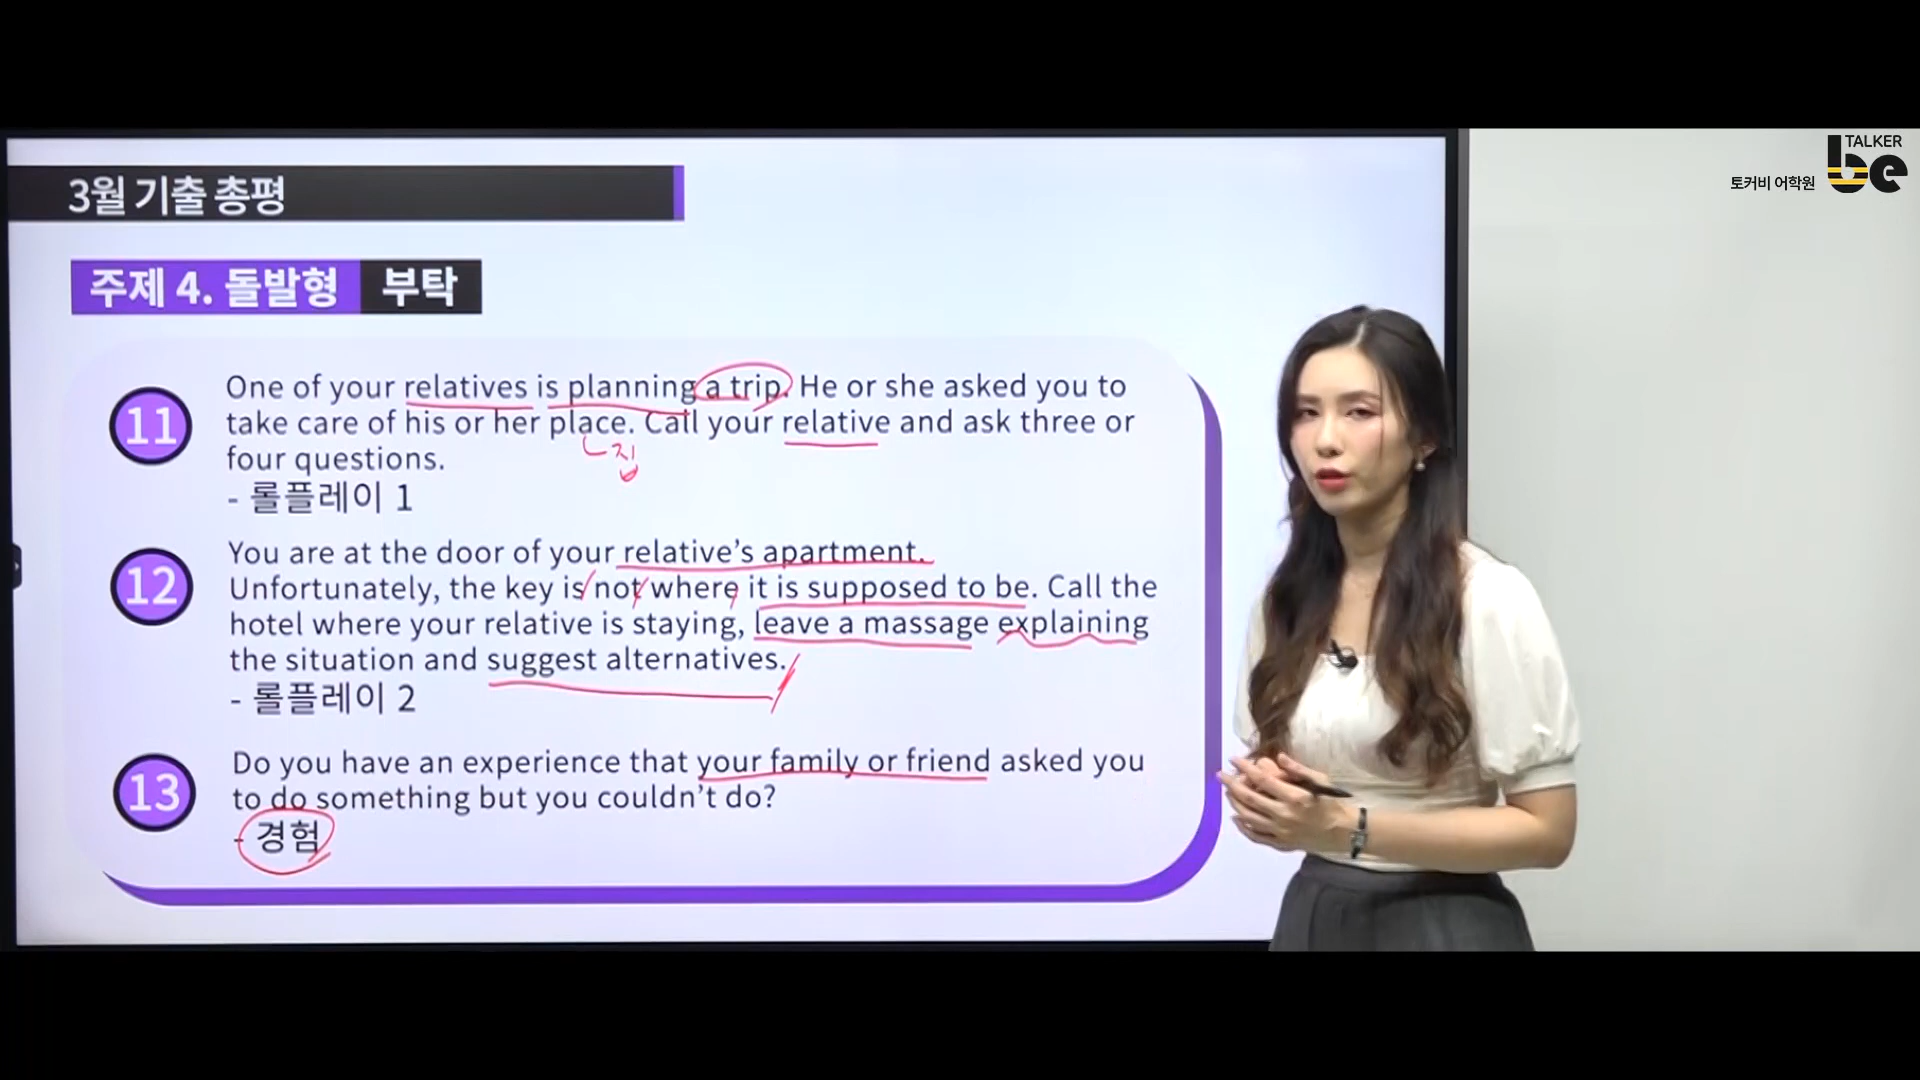 TALKER
be
토커비 어학원
3월 기출 총평
주제 4. 돌발형 부탁
11
One of your relatives is planning a trip. He or she asked you to
take care of his or her place. Call your relative and ask three or
four questions.
집
- 롤플레이 1
12
You are at the door of your relative’s apartment.
Unfortunately, the key is not where it is supposed to be. Call the
hotel where your relative is staying, leave a massage explaining
the situation and suggest alternatives.
- 롤플레이 2
13
Do you have an experience that your family or friend asked you
to do something but you couldn’t do?
- 경험